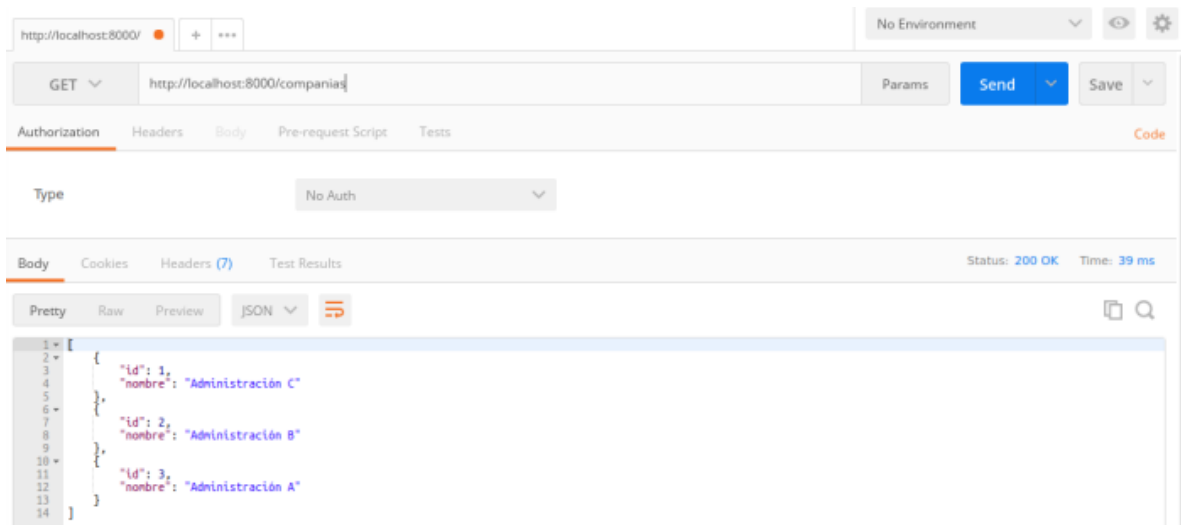 http://localhost:8000/ + ••• No Environment
GET http://localhost:8000/companias Params Send Save
Authorization Headers Body Pre-request Script Tests Code
Type No Auth
Body Cookies Headers (7) Test Results Status: 200 OK Time: 39 ms
Pretty Raw Preview JSON
1 [
2 {
3 "id": 1,
4 "nombre": "Administración C"
5 },
6 {
7 "id": 2,
8 "nombre": "Administración B"
9 },
10 {
11 "id": 3,
12 "nombre": "Administración A"
13 }
14 ]